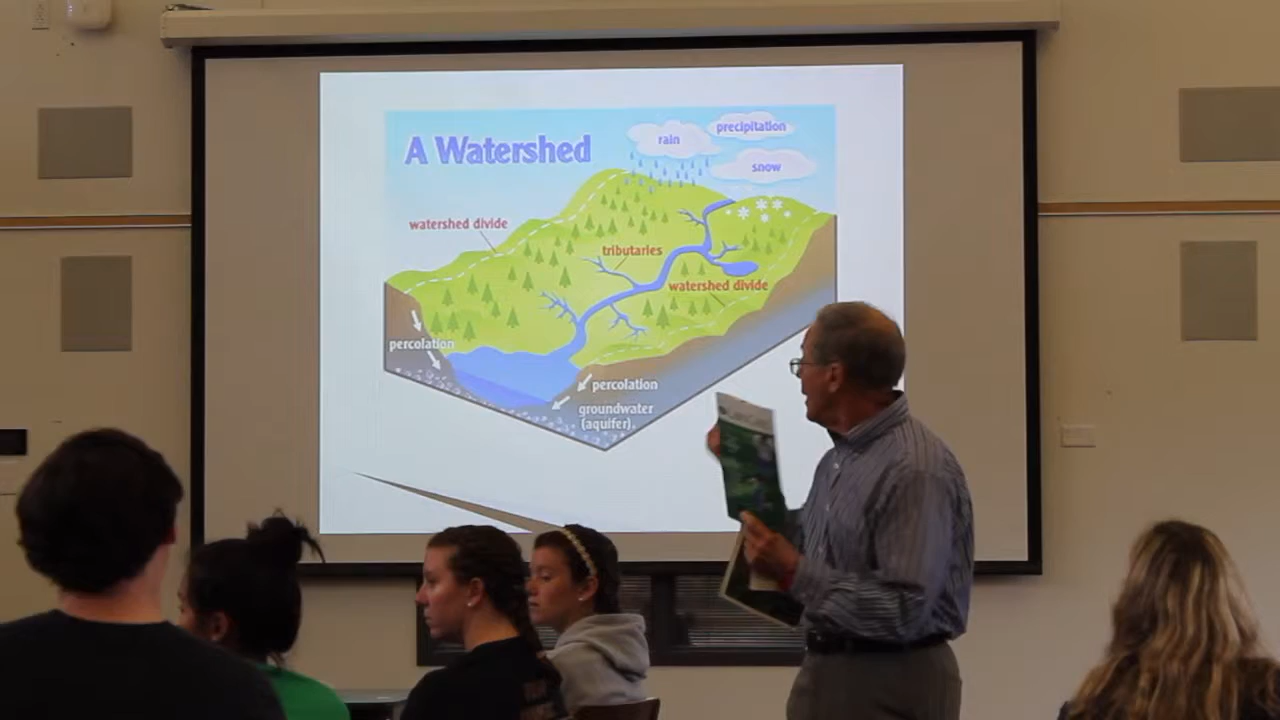 A Watershed
rain
precipitation
snow
watershed divide
tributaries
watershed divide
percolation
percolation
groundwater
(aquifer).